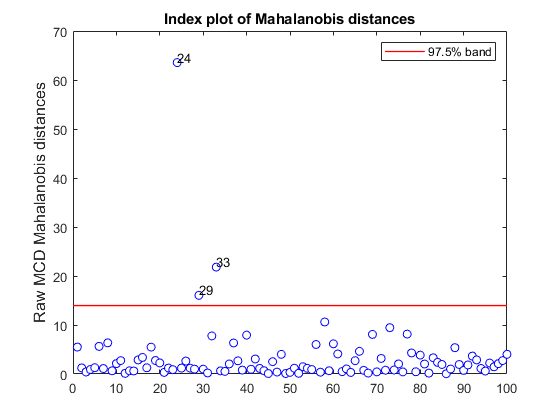 Index plot of Mahalanobis distances
Raw MCD Mahalanobis distances
70
60
50
40
30
20
10
0
97.5% band
24
33
29
0 10 20 30 40 50 60 70 80 90 100